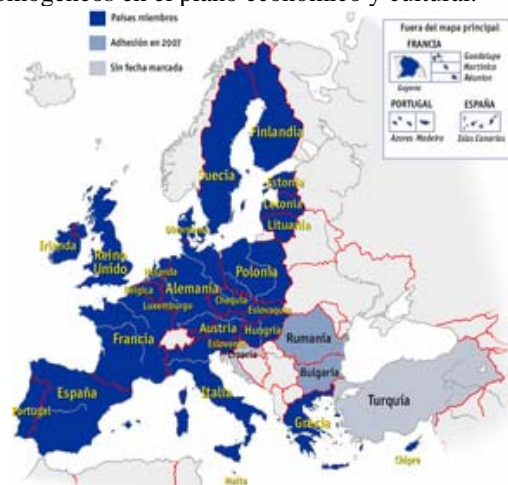 omogéneos en el plano económico y cultural.
Países miembros
Adhesión en 2007
Sin fecha marcada
Fuera del mapa principal
FRANCIA
Guadalupe
Martinica
Réunion
Guyana
PORTUGAL
ESPAÑA
Azores Madeira
Islas Canarias
Finlandia
Suecia
Estonia
Letonia
Lituania
Dinamarca
Irlanda
Reino
Unido
Holanda
Polonia
Bélgica
Alemania
Luxemburgo
Chequia
Eslovaquia
Francia
Austria
Hungría
Rumanía
Eslovenia
Croacia
Bulgaria
España
Portugal
Italia
Turquía
Grecia
Chipre
Malta